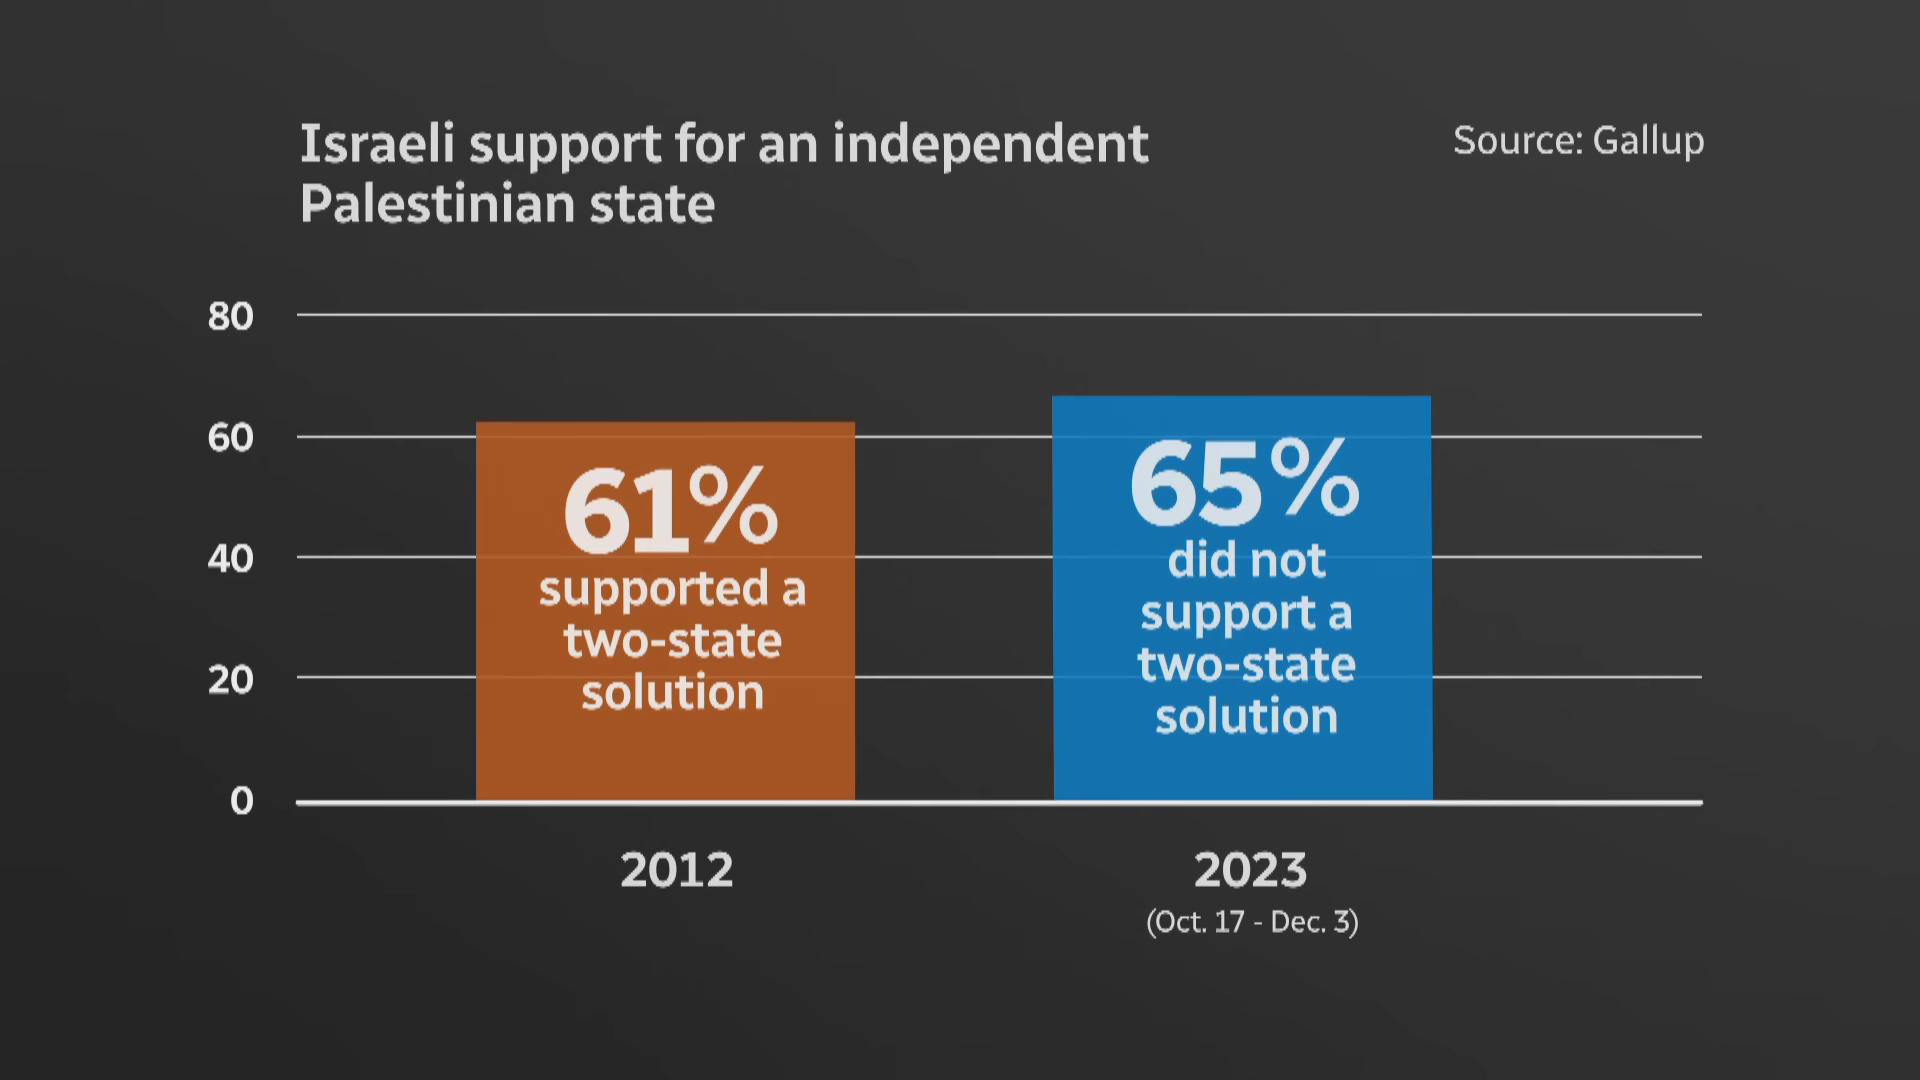 Israeli support for an independent
Palestinian state
Source: Gallup
80
60
40
20
0
61%
supported a
two-state
solution
65%
did not
support a
two-state
solution
2012
2023
(Oct. 17 - Dec. 3)